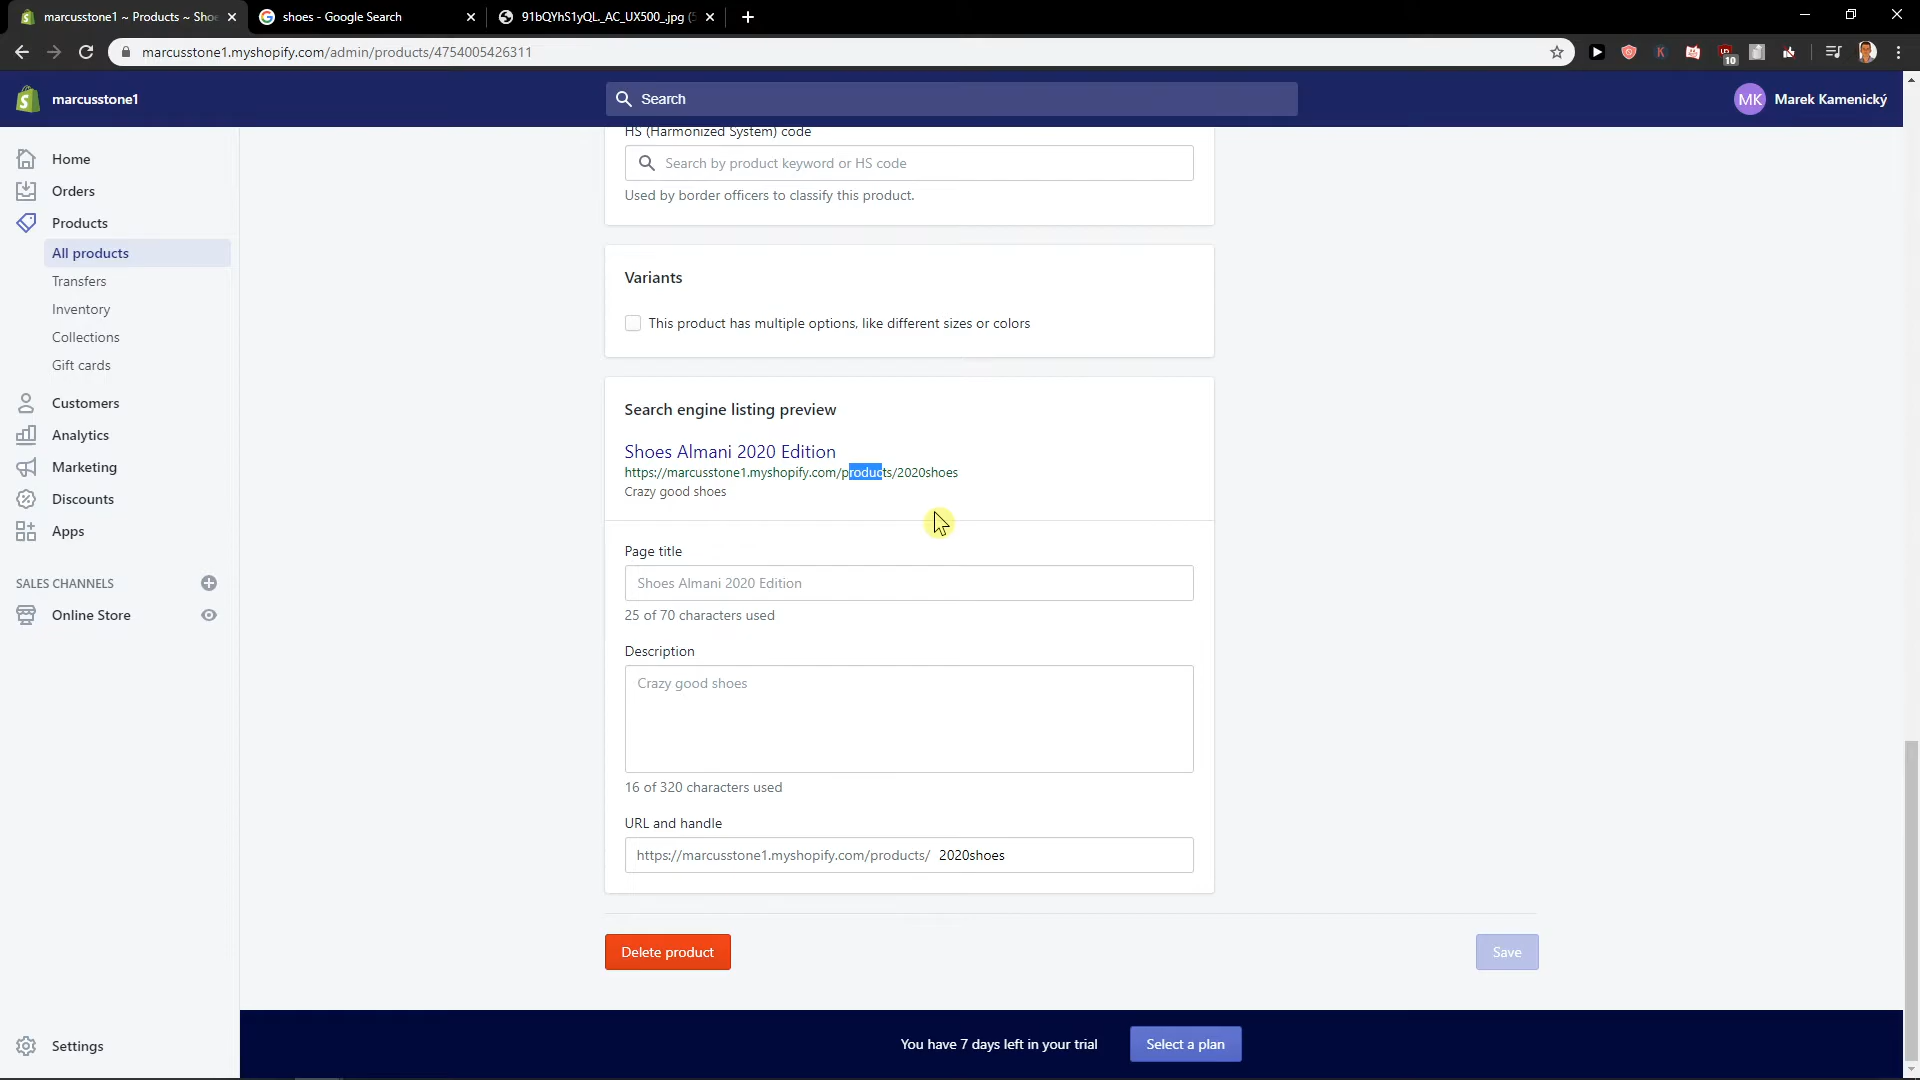 marcusstone1 ~ Products ~ Sho
shoes - Google Search
91bQYhS1yQL._AC_UX500_.jpg (5
marcusstone1.myshopify.com/admin/products/4754005426311
10
marcusstone1
Search
MK
Marek Kamenický
Home
Orders
Products
All products
Transfers
Inventory
Collections
Gift cards
Customers
Analytics
Marketing
Discounts
Apps
SALES CHANNELS
Online Store
Settings
HS (Harmonized System) code
Search by product keyword or HS code
Used by border officers to classify this product.
Variants
This product has multiple options, like different sizes or colors
Search engine listing preview
Shoes Almani 2020 Edition
https://marcusstone1.myshopify.com/products/2020shoes
Crazy good shoes
Page title
Shoes Almani 2020 Edition
25 of 70 characters used
Description
Crazy good shoes
16 of 320 characters used
URL and handle
https://marcusstone1.myshopify.com/products/ 2020shoes
Delete product
Save
You have 7 days left in your trial
Select a plan